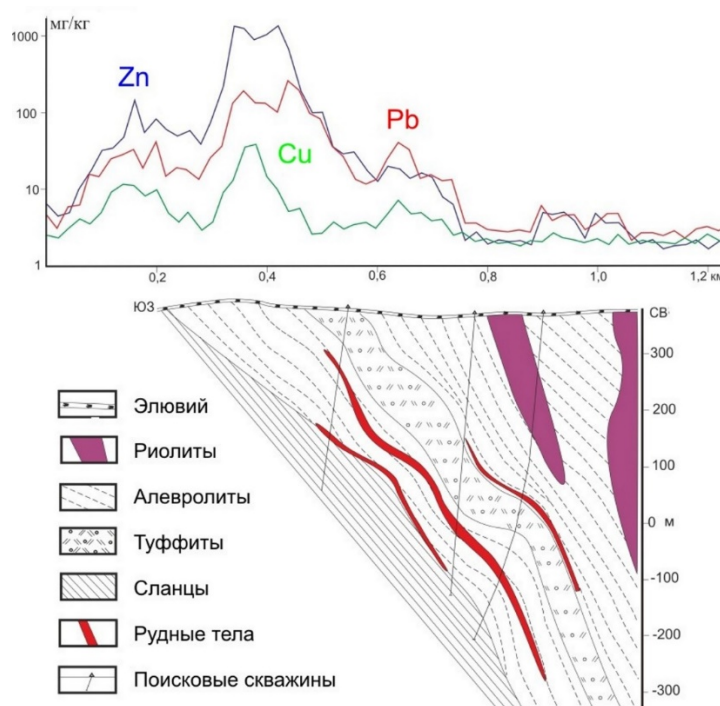 мг/кг
1000
100
10
1
Zn
Cu
Pb
0,2
0,4
0,6
0,8
1,0
1,2 км
ЮЗ
СВ
300
200
100
0 м
-100
-200
-300
Элювий
Риолиты
Алевролиты
Туффиты
Сланцы
Рудные тела
Поисковые скважины